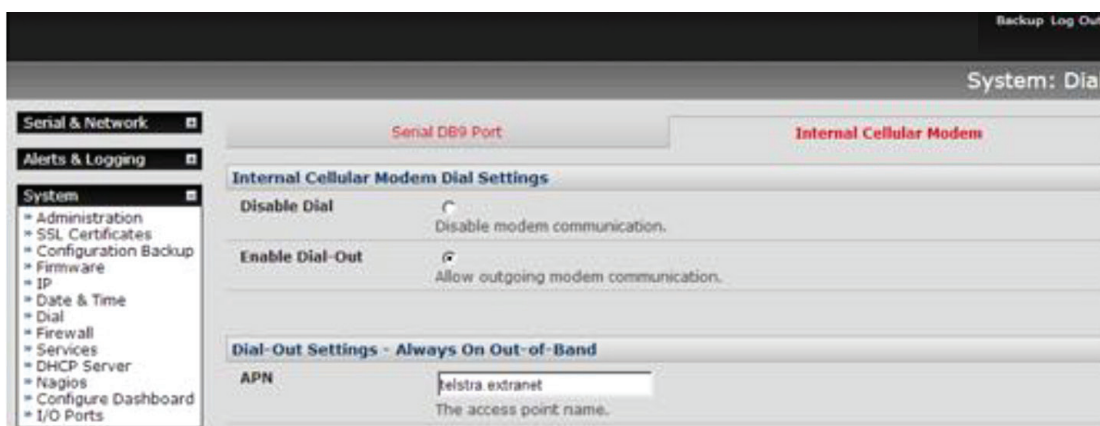 Backup Log Out
System: Dia
Serial & Network
Alerts & Logging
System
Administration
SSL Certificates
Configuration Backup
Firmware
IP
Date & Time
Dial
Firewall
Services
DHCP Server
Nagios
Configure Dashboard
I/O Ports
Serial DB9 Port
Internal Cellular Modem
Internal Cellular Modem Dial Settings
Disable Dial
Disable modem communication.
Enable Dial-Out
Allow outgoing modem communication.
Dial-Out Settings - Always On Out-of-Band
APN
telstra.extranet
The access point name.